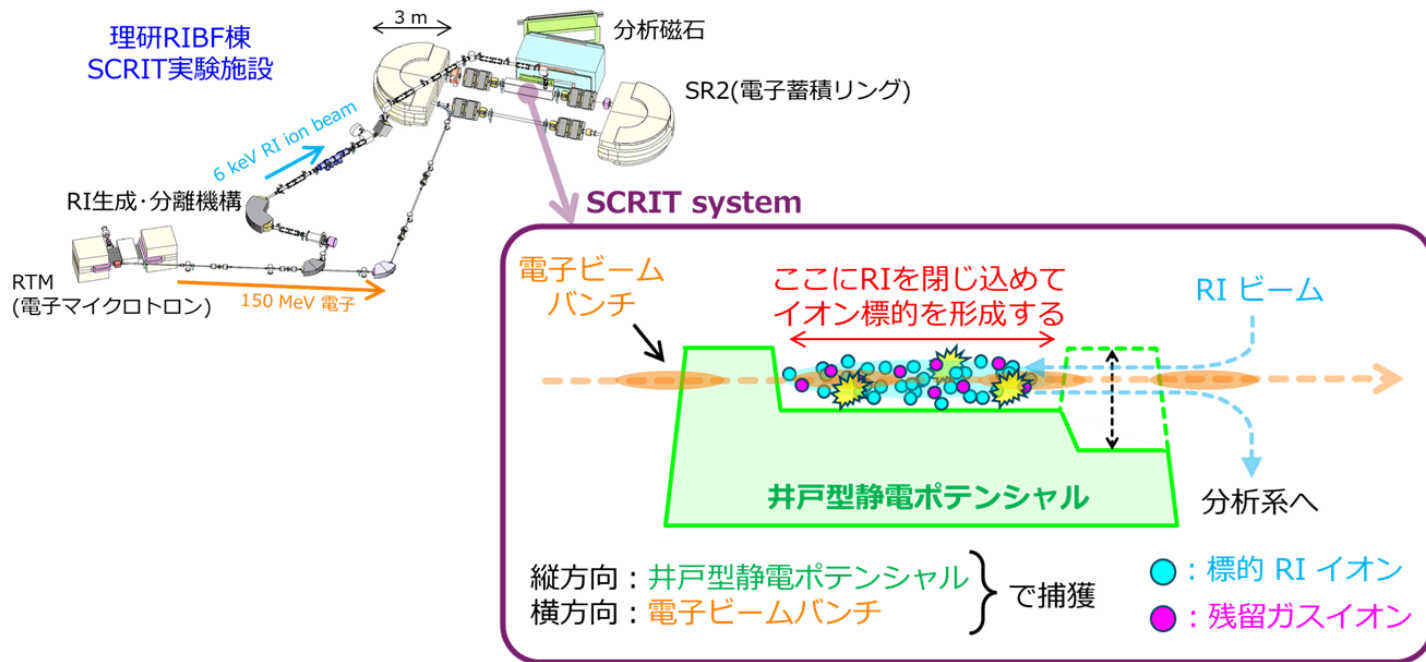 理研RIBF棟
SCRIT実験施設
3 m
分析磁石
SR2(電子蓄積リング)
6 keV RI ion beam
RI生成・分離機構
RTM
(電子マイクロトロン)
150 MeV 電子
SCRIT system
電子ビーム
バンチ
ここにRIを閉じ込めて
イオン標的を形成する
RI ビーム
井戸型静電ポテンシャル
分析系へ
縦方向：井戸型静電ポテンシャル
横方向：電子ビームバンチ
で捕獲
：標的 RI イオン
：残留ガスイオン